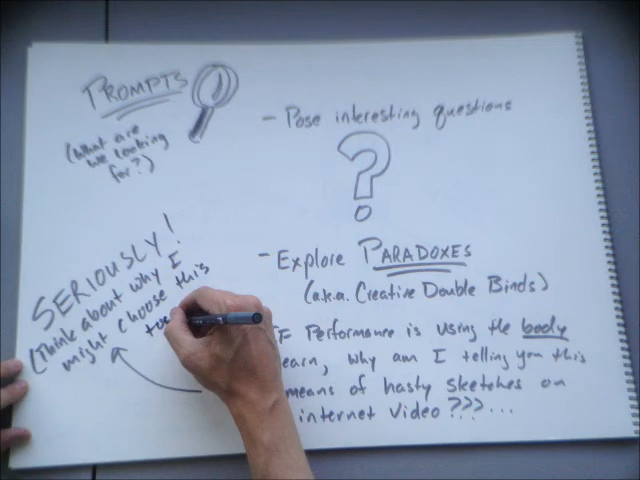 PROMPTS
(What are
we looking
for?)
- Pose interesting questions
?
- Explore PARADOXES
(a.k.a. Creative Double Binds)
Performance is using the body
learn, why am I telling you this
means of hasty sketches on
internet video???...
SERIOUSLY!
(Think about why I
might choose this